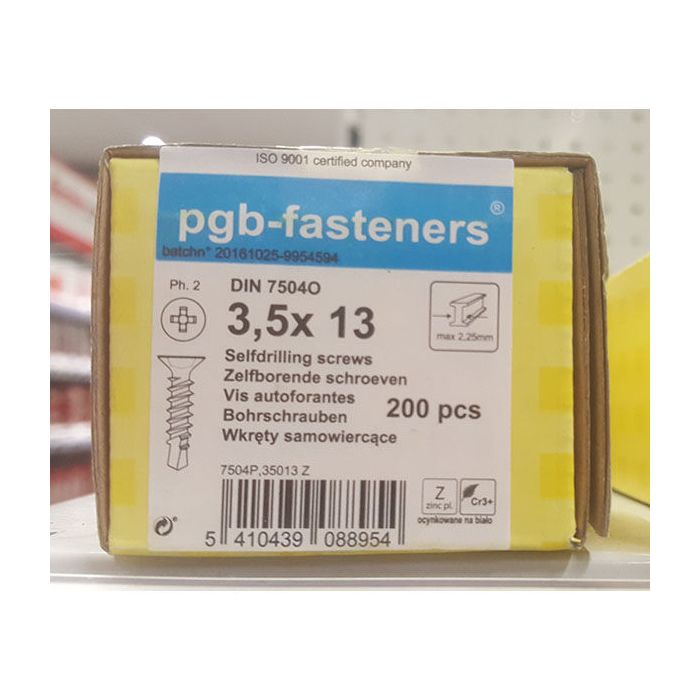 ISO 9001 certified company
pgb-fasteners®
batchn° 20161025-9954594
Ph. 2
DIN 7504O
3,5x 13
max 2,25mm
Selfdrilling screws
Zelfborende schroeven
Vis autoforantes
Bohrschrauben
200 pcs
Wkręty samowiercące
7504P,35013 Z
Z
zinc pl.
Cr3+
ocynkowane na biało
5 410439 088954